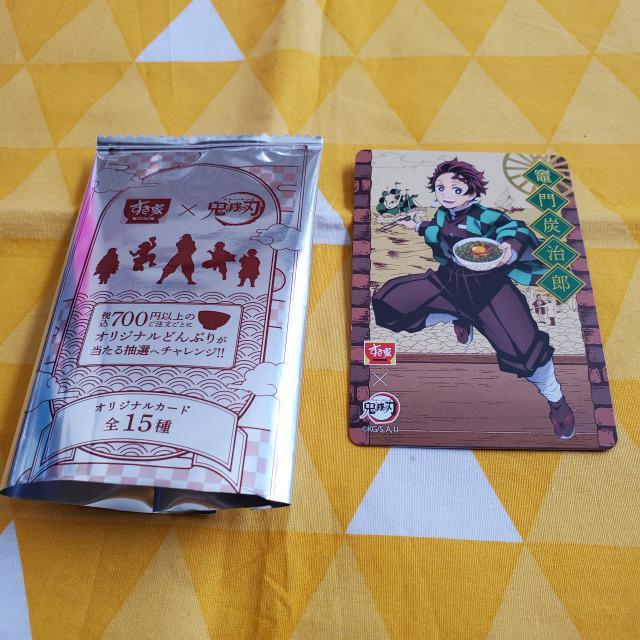 すき家 × 鬼滅の刃
税込700円以上の
ご注文ごとに
オリジナルどんぶりが
当たる抽選へチャレンジ!!
オリジナルカード
全15種
竈門炭治郎
すき家
×
鬼滅の刃
©KG/S,A,U